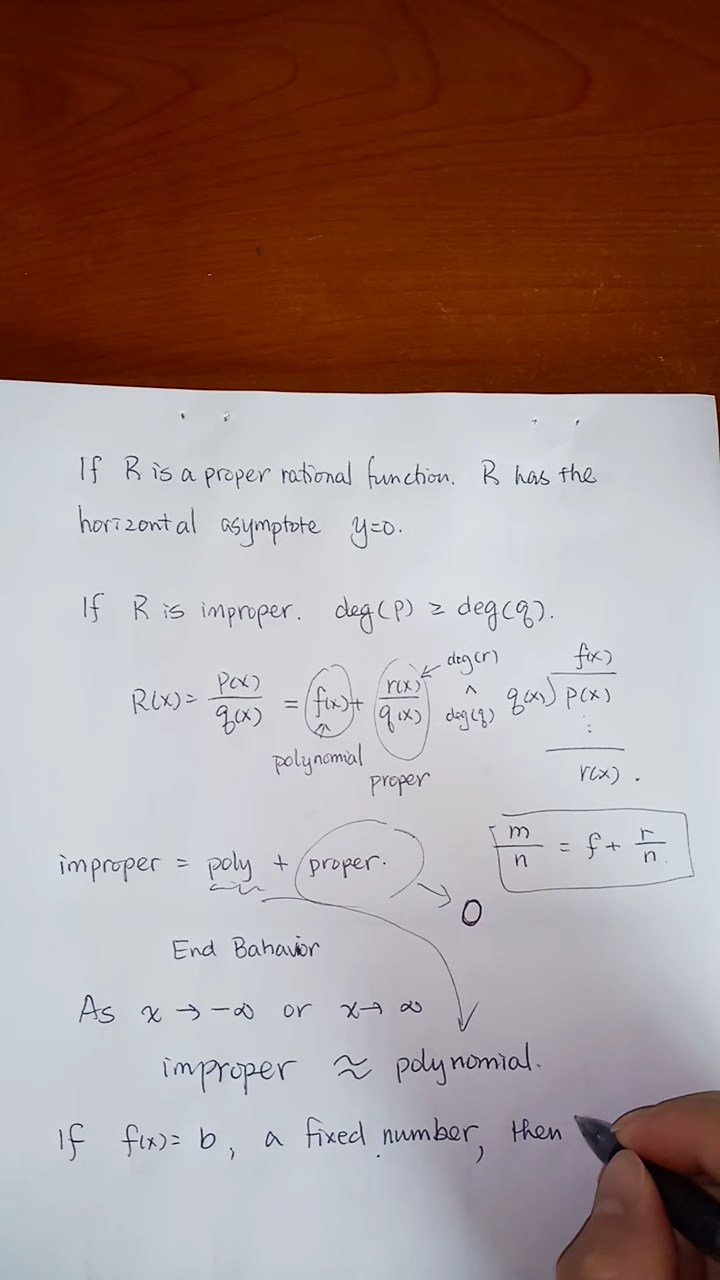 If R is a proper rational function. R has the
horizontal asymptote y=0.
If R is improper. deg(p) ≥ deg(q).
R(x) = p(x)/q(x) = f(x) + r(x)/q(x)
polynomial
proper
deg(r)
^
deg(q)
f(x)
q(x) ) p(x)
⋮
r(x) .
m/n = f + r/n
improper = poly + proper.
0
End Bahavior
As x → -∞ or x → ∞
improper ≈ polynomial.
If f(x) = b, a fixed number, then